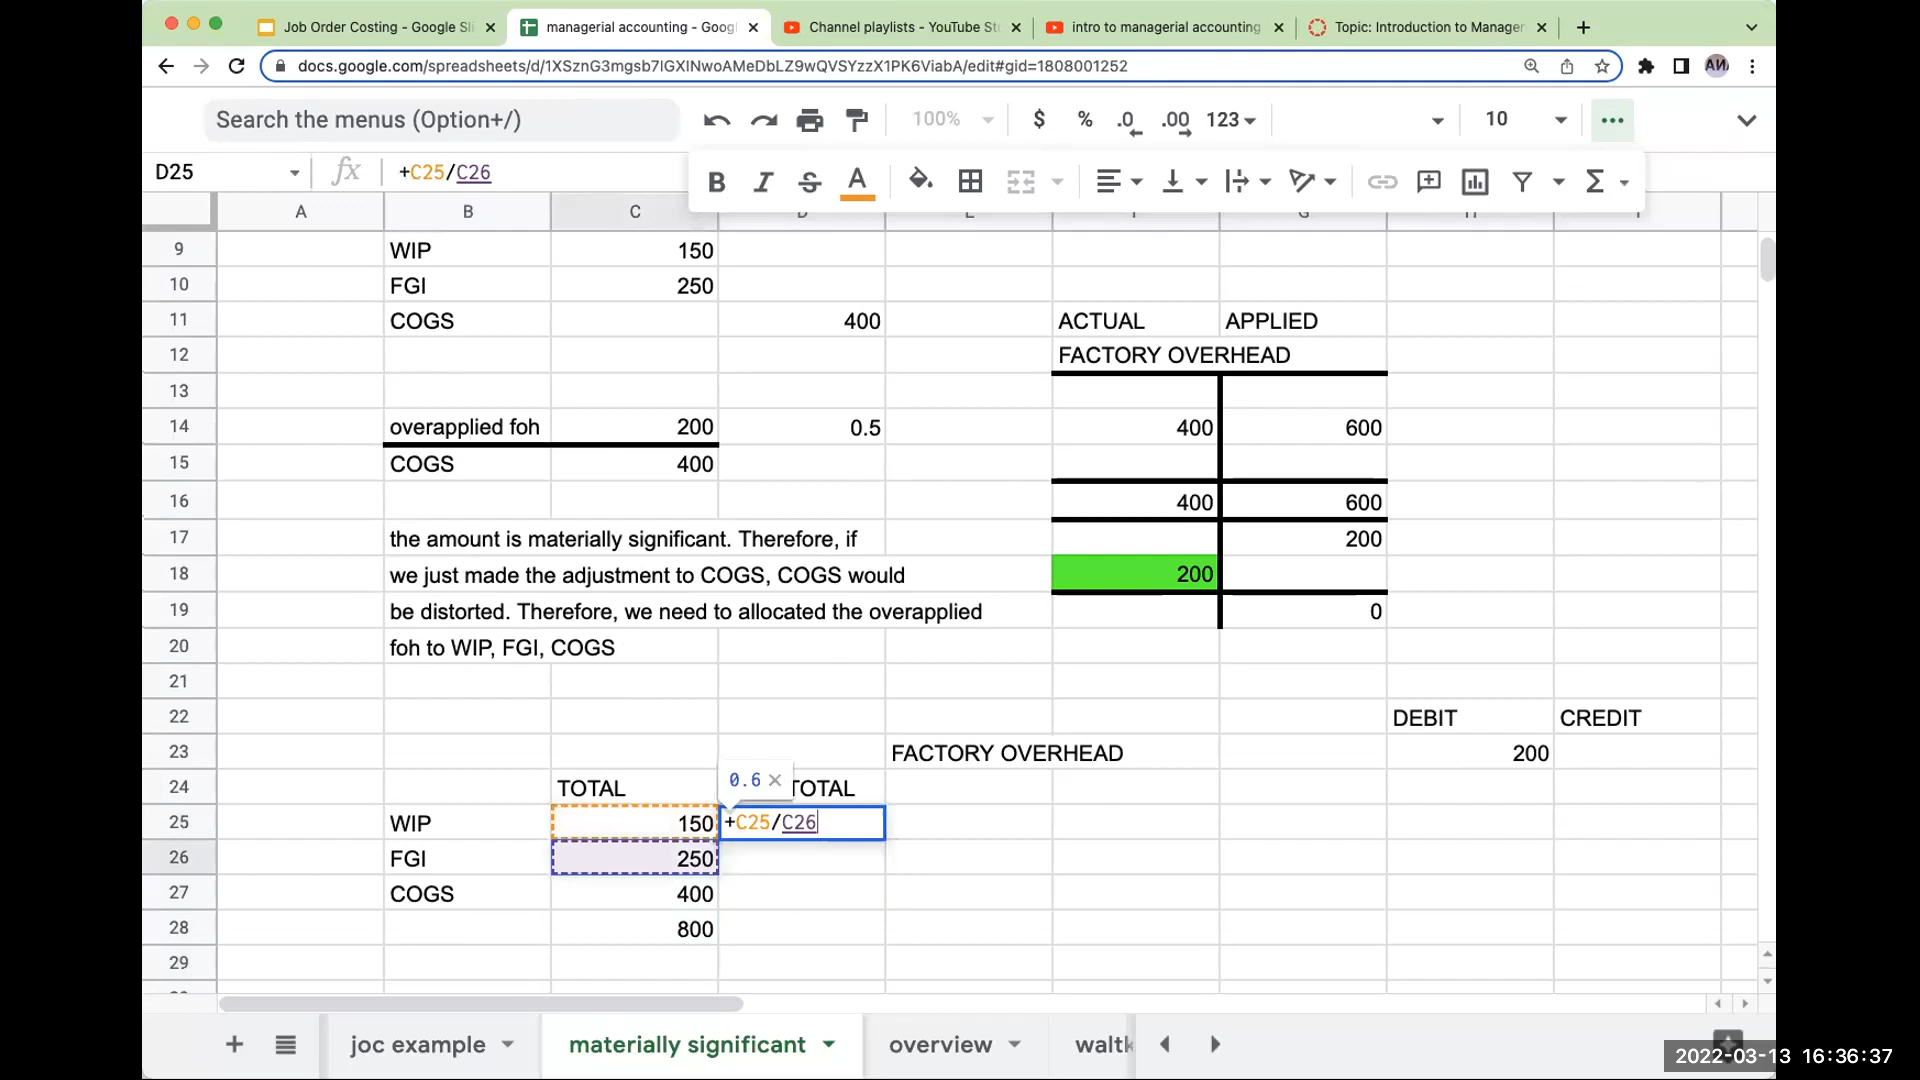 Job Order Costing - Google Sli
managerial accounting - Goog
Channel playlists - YouTube St
intro to managerial accounting
Topic: Introduction to Manager
docs.google.com/spreadsheets/d/1XSznG3mgsb7lGXINwoAMeDbLZ9wQVSYzzX1PK6ViabA/edit#gid=1808001252
Search the menus (Option+/)
100%
$ % .0 .00 123
10
D25
fx
+C25/C26
B I S A
A B C
9 WIP 150
10 FGI 250
11 COGS 400 ACTUAL APPLIED
12 FACTORY OVERHEAD
13
14 overapplied foh 200 0.5 400 600
15 COGS 400
16 400 600
17 the amount is materially significant. Therefore, if 200
18 we just made the adjustment to COGS, COGS would 200
19 be distorted. Therefore, we need to allocated the overapplied 0
20 foh to WIP, FGI, COGS
21
22 DEBIT CREDIT
23 FACTORY OVERHEAD 200
0.6 ×
24 TOTAL TOTAL
25 WIP 150 +C25/C26
26 FGI 250
27 COGS 400
28 800
29
joc example
materially significant
overview
waltk
2022-03-13 16:36:37